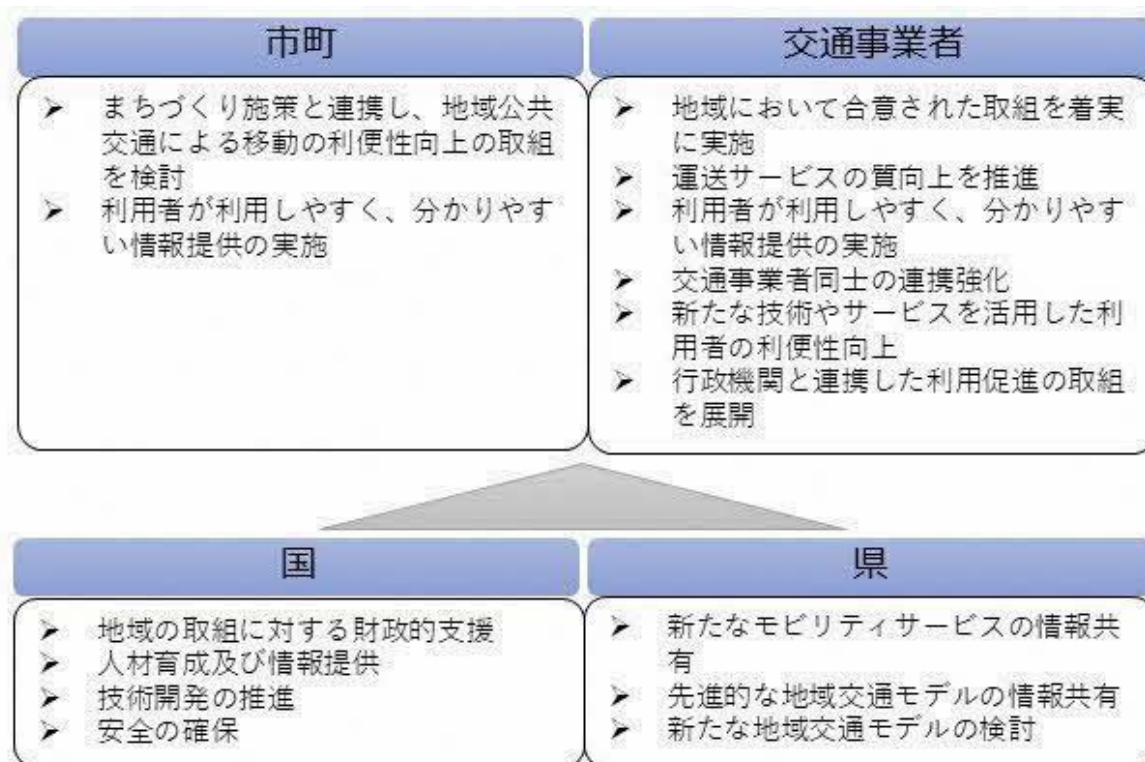 市町
➢ まちづくり施策と連携し、地域公共
交通による移動の利便性向上の取組
を検討
➢ 利用者が利用しやすく、分かりやす
い情報提供の実施
交通事業者
➢ 地域において合意された取組を着実
に実施
➢ 運送サービスの質向上を推進
➢ 利用者が利用しやすく、分かりやす
い情報提供の実施
➢ 交通事業者同士の連携強化
➢ 新たな技術やサービスを活用した利
用者の利便性向上
➢ 行政機関と連携した利用促進の取組
を展開
国
➢ 地域の取組に対する財政的支援
➢ 人材育成及び情報提供
➢ 技術開発の推進
➢ 安全の確保
県
➢ 新たなモビリティサービスの情報共
有
➢ 先進的な地域交通モデルの情報共有
➢ 新たな地域交通モデルの検討